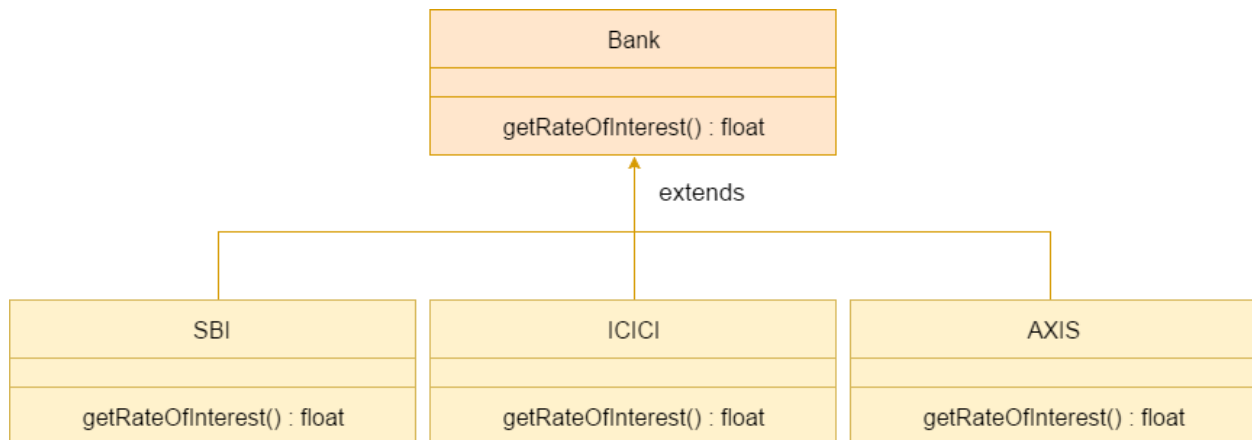 Bank
getRateOfInterest() : float
extends
SBI
getRateOfInterest() : float
ICICI
getRateOfInterest() : float
AXIS
getRateOfInterest() : float